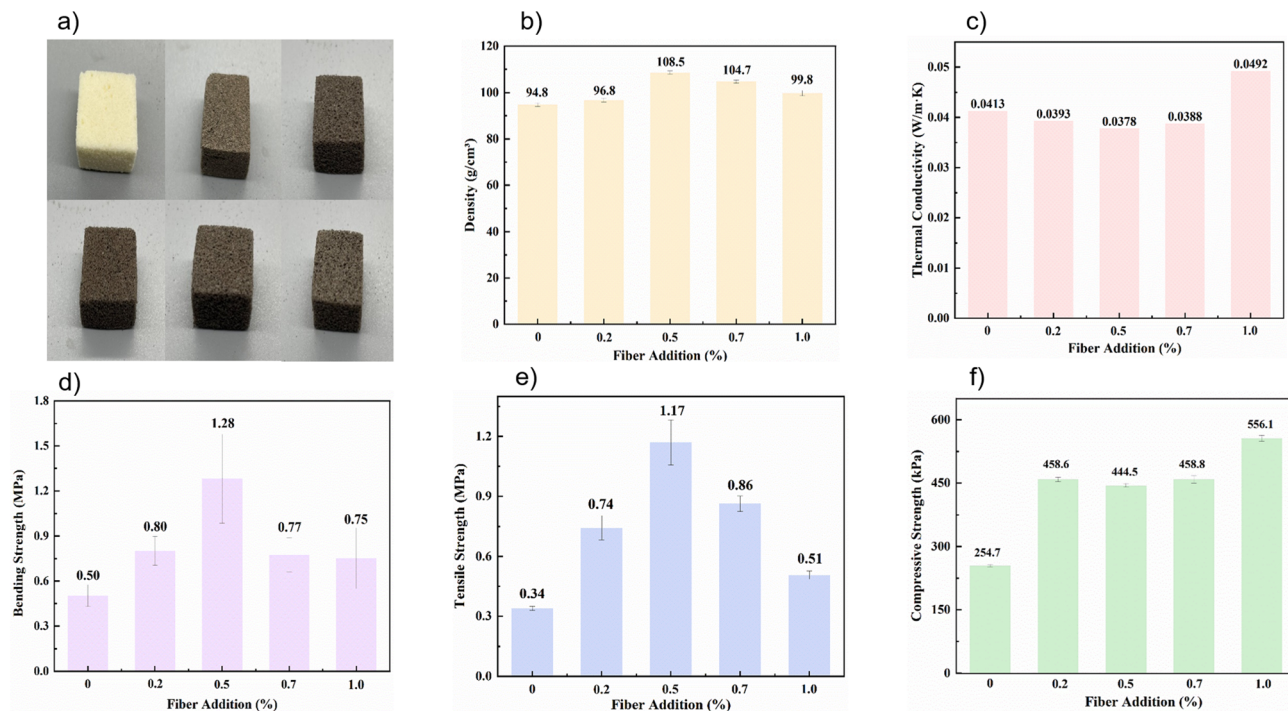 a)
b)
120
100
80
60
40
20
0
Density (g/cm³)
94.8
96.8
108.5
104.7
99.8
0 0.2 0.5 0.7 1.0
Fiber Addition (%)
c)
0.05
0.04
0.03
0.02
0.01
0.00
Thermal Conductivity (W/m·K)
0.0413
0.0393
0.0378
0.0388
0.0492
0 0.2 0.5 0.7 1.0
Fiber Addition (%)
d)
1.8
1.5
1.2
0.9
0.6
0.3
0.0
Bending Strength (MPa)
0.50
0.80
1.28
0.77
0.75
0 0.2 0.5 0.7 1.0
Fiber Addition (%)
e)
1.2
0.9
0.6
0.3
0.0
Tensile Strength (MPa)
0.34
0.74
1.17
0.86
0.51
0 0.2 0.5 0.7 1.0
Fiber Addition (%)
f)
600
450
300
150
0
Compressive Strength (kPa)
254.7
458.6
444.5
458.8
556.1
0 0.2 0.5 0.7 1.0
Fiber Addition (%)